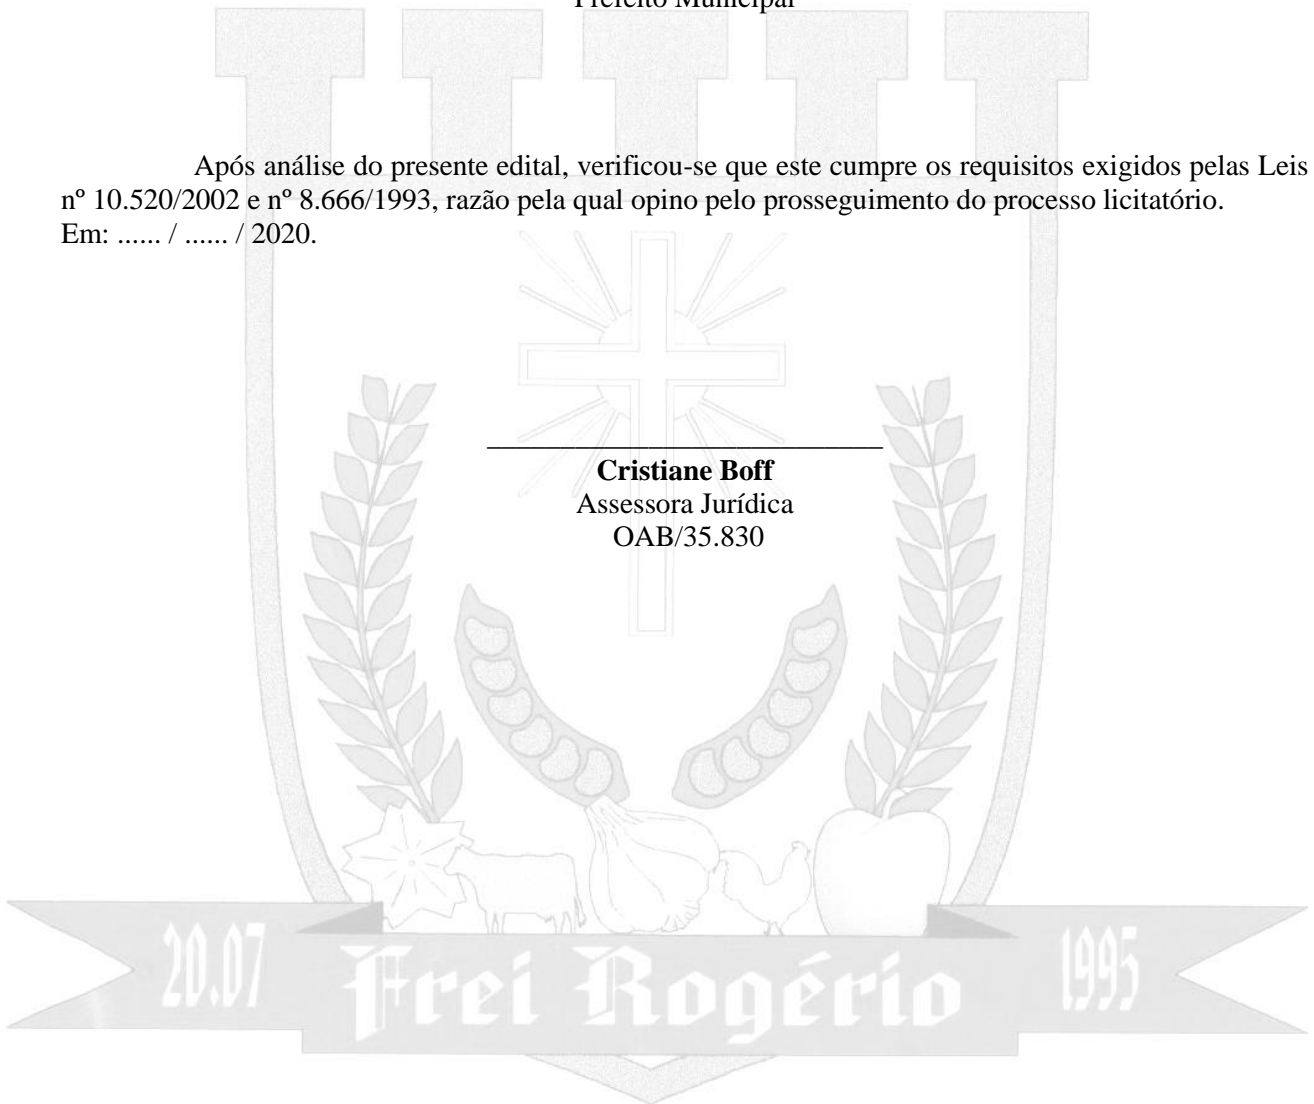 Prefeito Municipal
Após análise do presente edital, verificou-se que este cumpre os requisitos exigidos pelas Leis
nº 10.520/2002 e nº 8.666/1993, razão pela qual opino pelo prosseguimento do processo licitatório.
Em: ...... / ...... / 2020.
Cristiane Boff
Assessora Jurídica
OAB/35.830
20.07 Frei Rogério 1995